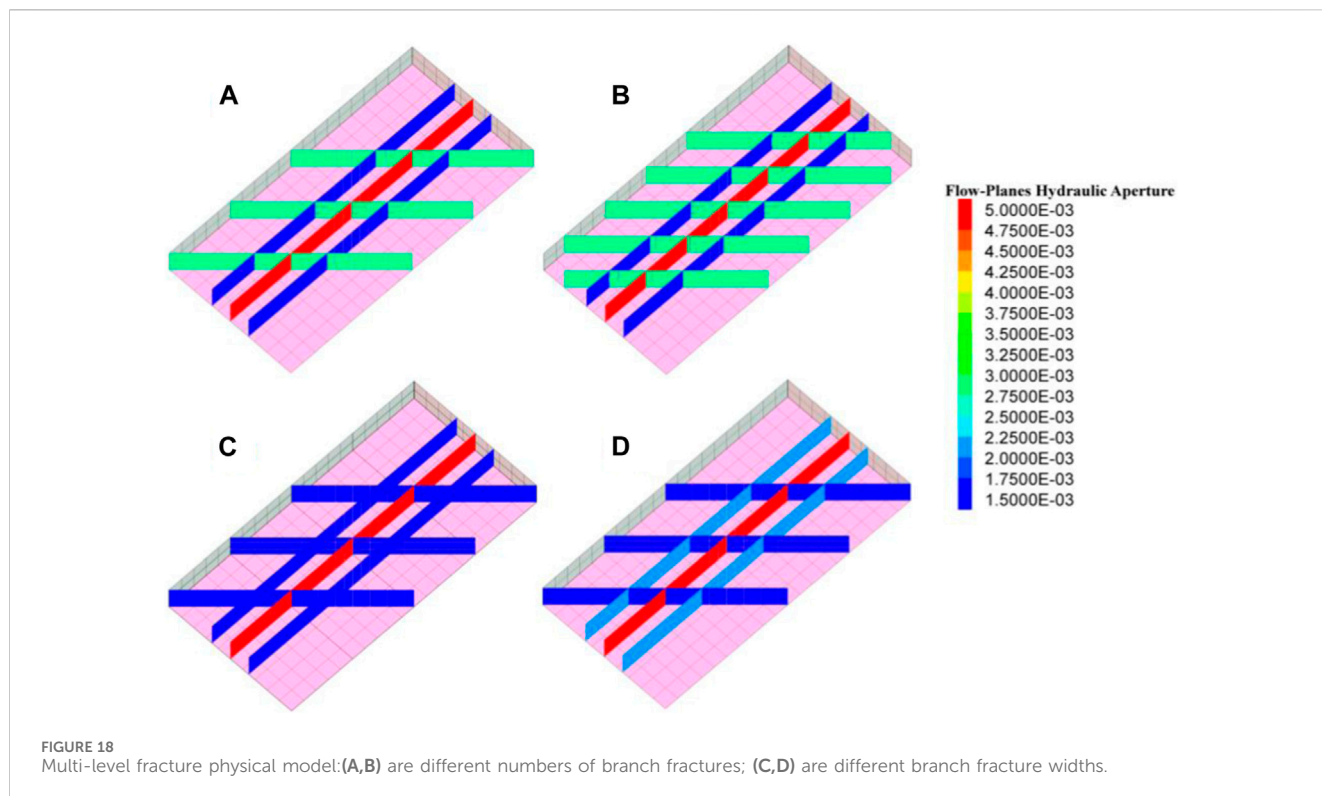 A
B
Flow-Planes Hydraulic Aperture
5.0000E-03
4.7500E-03
4.5000E-03
4.2500E-03
4.0000E-03
3.7500E-03
3.5000E-03
3.2500E-03
3.0000E-03
2.7500E-03
2.5000E-03
2.2500E-03
2.0000E-03
1.7500E-03
1.5000E-03
C
D
FIGURE 18
Multi-level fracture physical model:(A,B) are different numbers of branch fractures; (C,D) are different branch fracture widths.